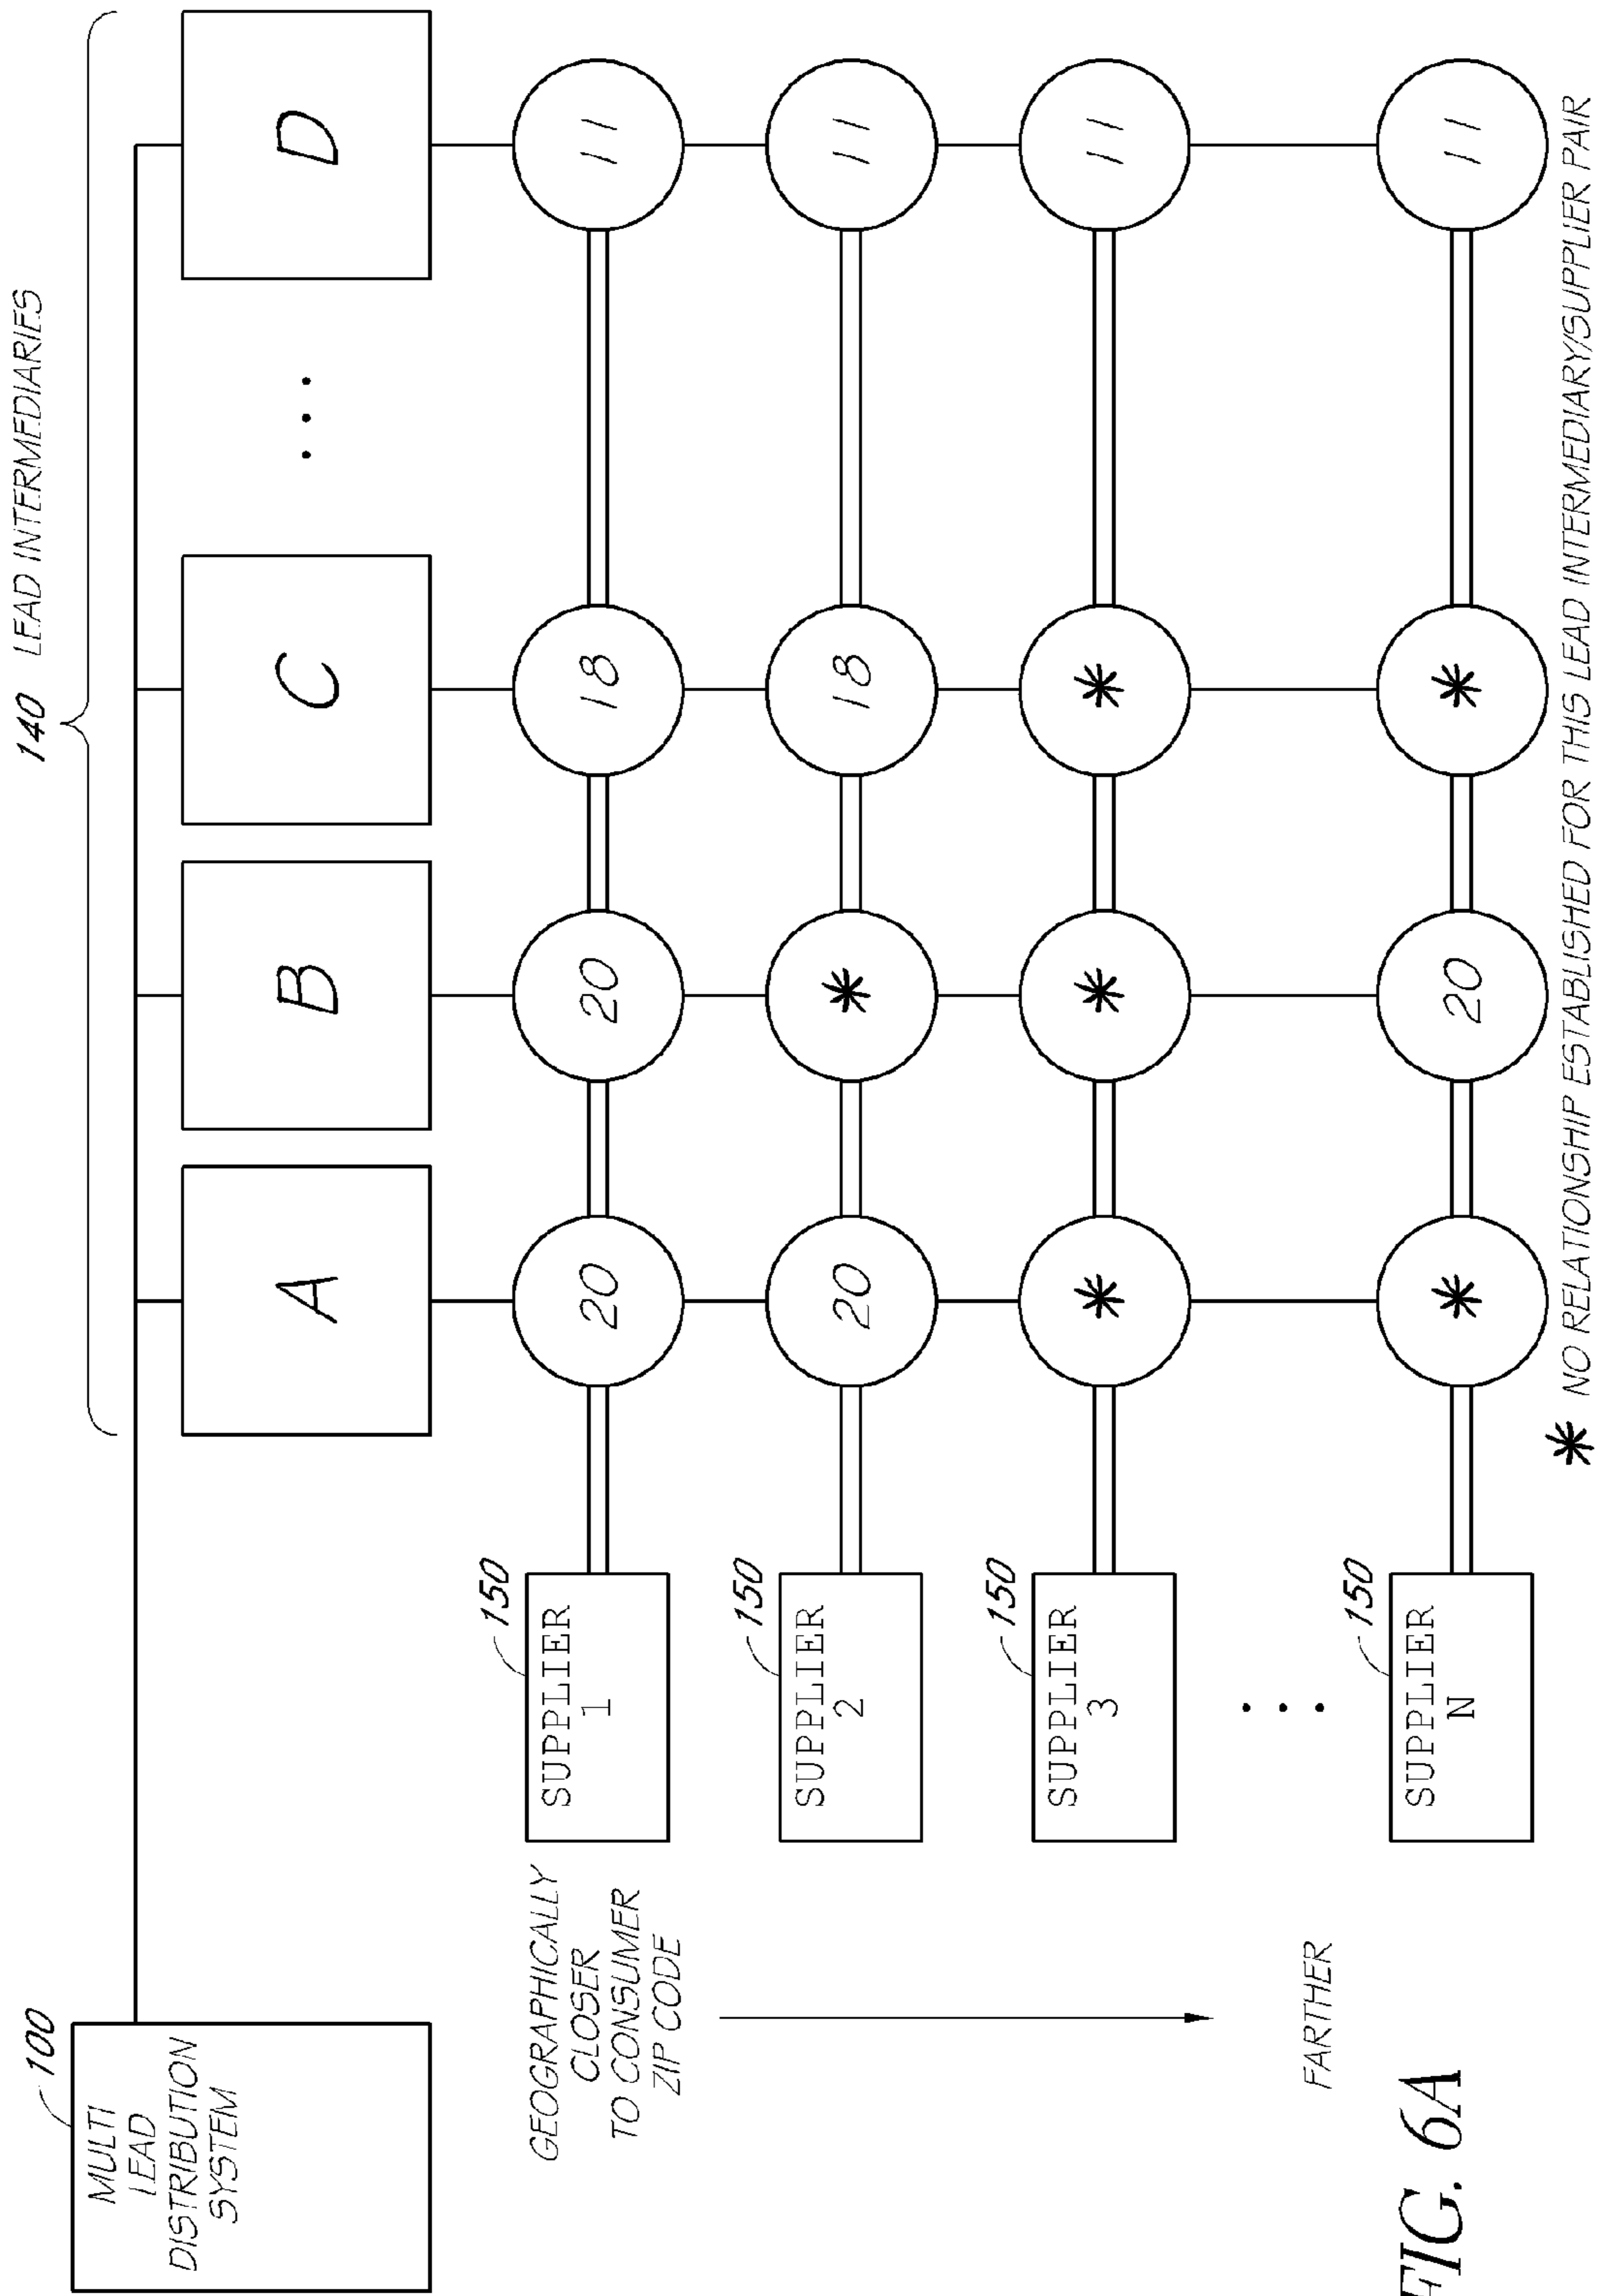 140 LEAD INTERMEDIARIES
100
MULTI
LEAD
DISTRIBUTION
SYSTEM
A
B
C
...
D
GEOGRAPHICALLY
CLOSER
TO CONSUMER
ZIP CODE
150
SUPPLIER
1
20
20
18
11
150
SUPPLIER
2
20
*
18
11
150
SUPPLIER
3
*
*
*
11
FARTHER
150
SUPPLIER
N
*
20
*
11
* NO RELATIONSHIP ESTABLISHED FOR THIS LEAD INTERMEDIARY/SUPPLIER PAIR
FIG. 6A